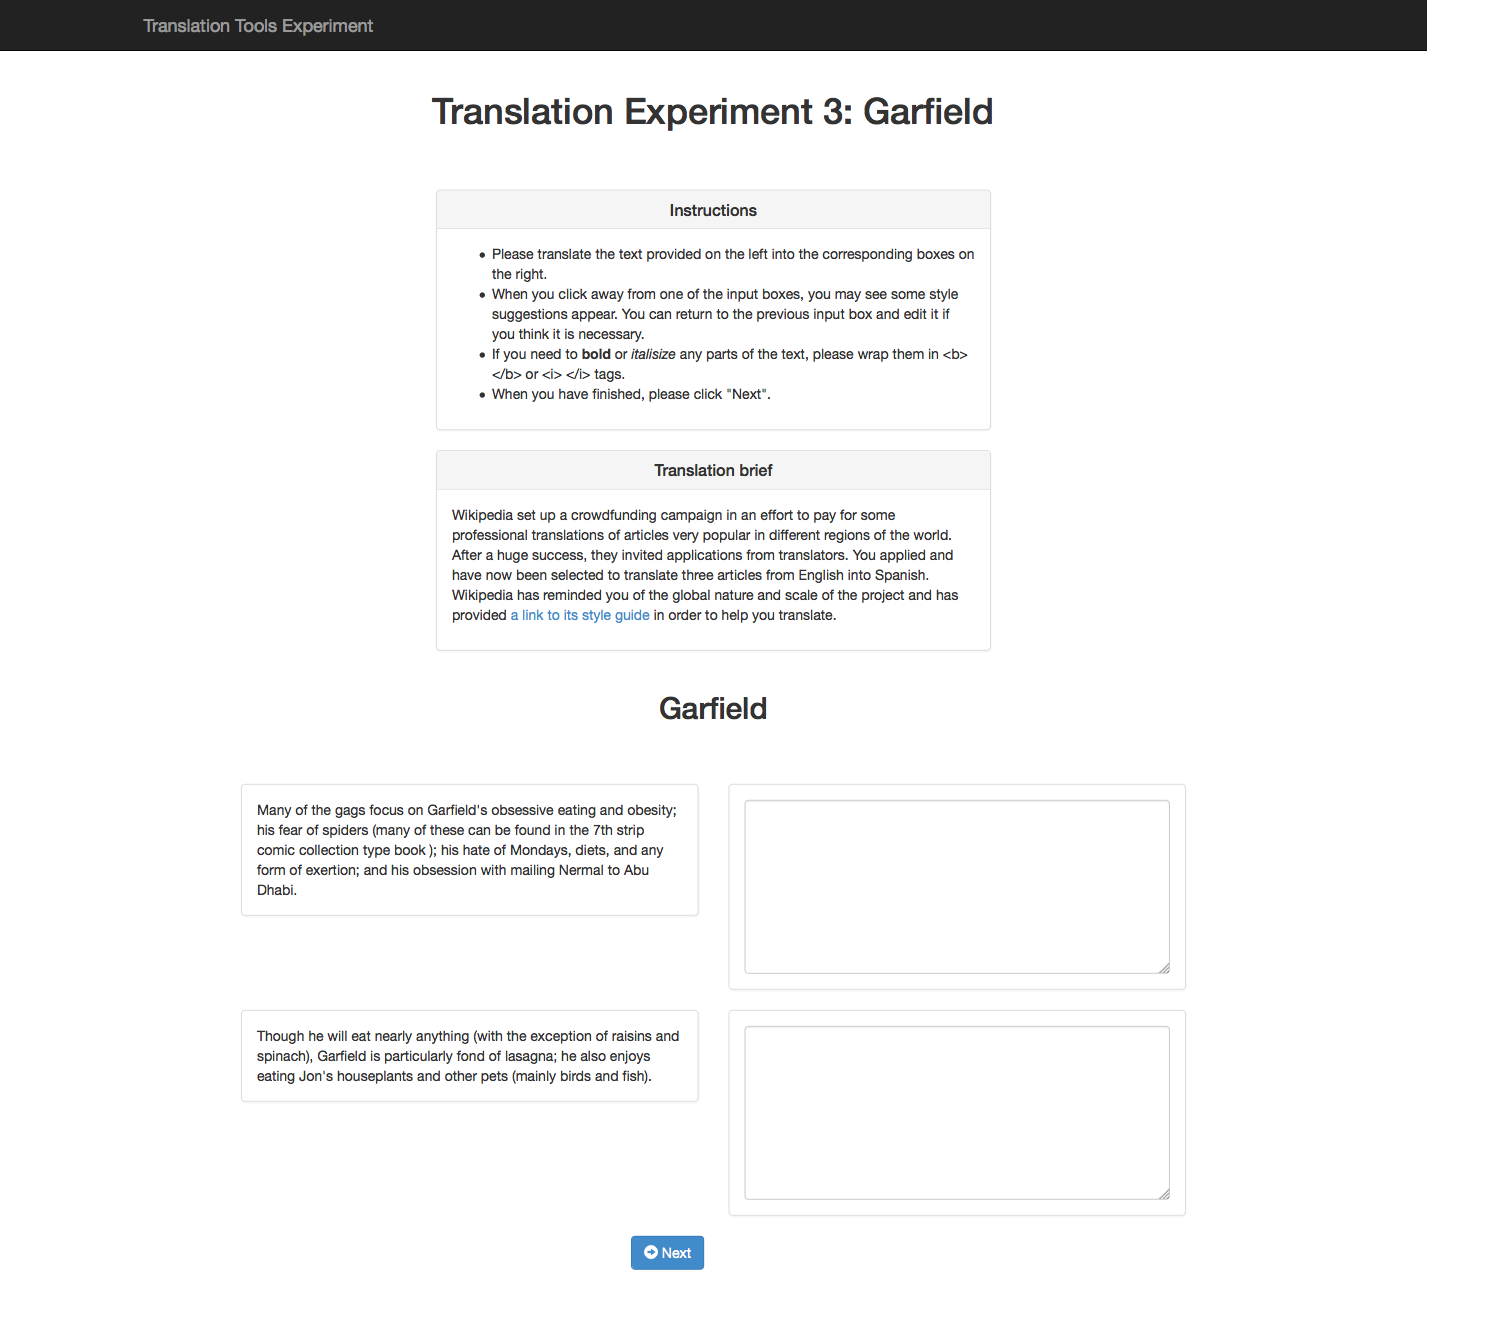 Translation Tools Experiment
Translation Experiment 3: Garfield
Instructions
Please translate the text provided on the left into the corresponding boxes on
the right.
When you click away from one of the input boxes, you may see some style
suggestions appear. You can return to the previous input box and edit it if
you think it is necessary.
If you need to bold or italisize any parts of the text, please wrap them in <b>
</b> or <i> </i> tags.
When you have finished, please click "Next".
Translation brief
Wikipedia set up a crowdfunding campaign in an effort to pay for some
professional translations of articles very popular in different regions of the world.
After a huge success, they invited applications from translators. You applied and
have now been selected to translate three articles from English into Spanish.
Wikipedia has reminded you of the global nature and scale of the project and has
provided a link to its style guide in order to help you translate.
Garfield
Many of the gags focus on Garfield's obsessive eating and obesity;
his fear of spiders (many of these can be found in the 7th strip
comic collection type book ); his hate of Mondays, diets, and any
form of exertion; and his obsession with mailing Nermal to Abu
Dhabi.
Though he will eat nearly anything (with the exception of raisins and
spinach), Garfield is particularly fond of lasagna; he also enjoys
eating Jon's houseplants and other pets (mainly birds and fish).
Next